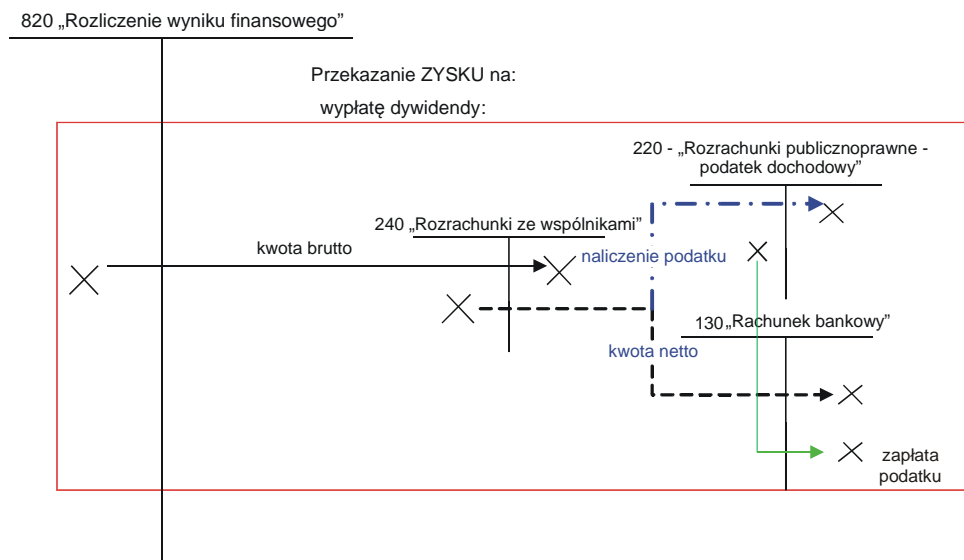 820 „Rozliczenie wyniku finansowego”
Przekazanie ZYSKU na:
wypłatę dywidendy:
220 - „Rozrachunki publicznoprawne -
podatek dochodowy”
240 „Rozrachunki ze wspólnikami”
kwota brutto
naliczenie podatku
130 „Rachunek bankowy”
kwota netto
zapłata
podatku